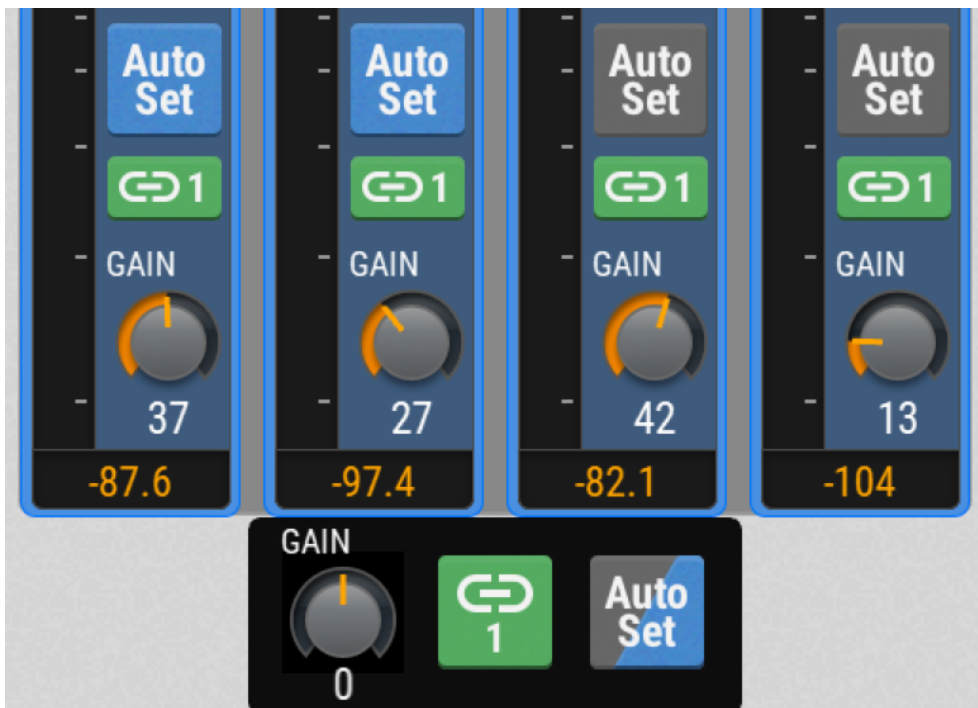 Auto
Set
Auto
Set
Auto
Set
Auto
Set
1
1
1
1
GAIN
GAIN
GAIN
GAIN
37
27
42
13
-87.6
-97.4
-82.1
-104
GAIN
0
1
Auto
Set